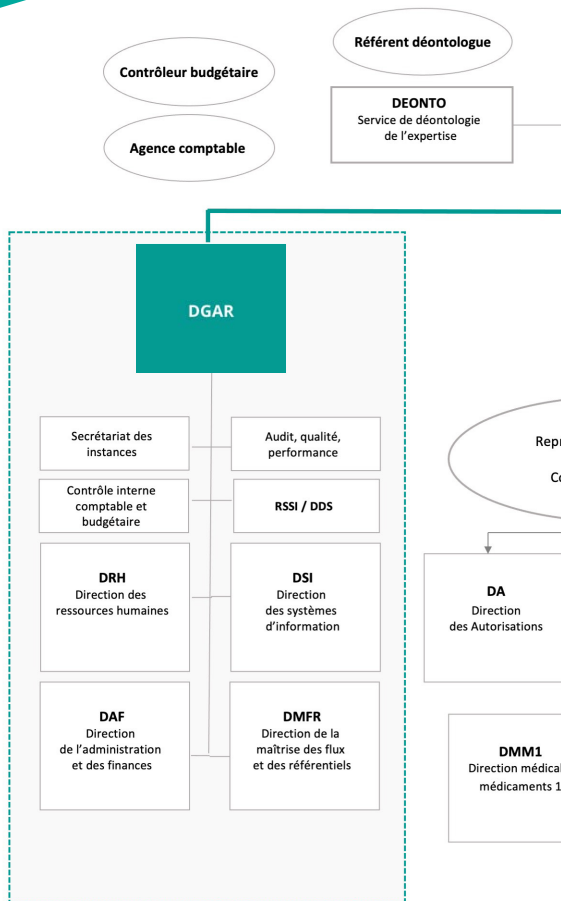 Référent déontologue
Contrôleur budgétaire
DEONTO
Service de déontologie
de l’expertise
Agence comptable
DGAR
Secrétariat des
instances
Audit, qualité,
performance
Contrôle interne
comptable et
budgétaire
RSSI / DDS
DRH
Direction des
ressources humaines
DSI
Direction
des systèmes
d’information
DAF
Direction
de l’administration
et des finances
DMFR
Direction de la
maîtrise des flux
et des référentiels
DA
Direction
des Autorisations
DMM1
Direction
médicaments 1